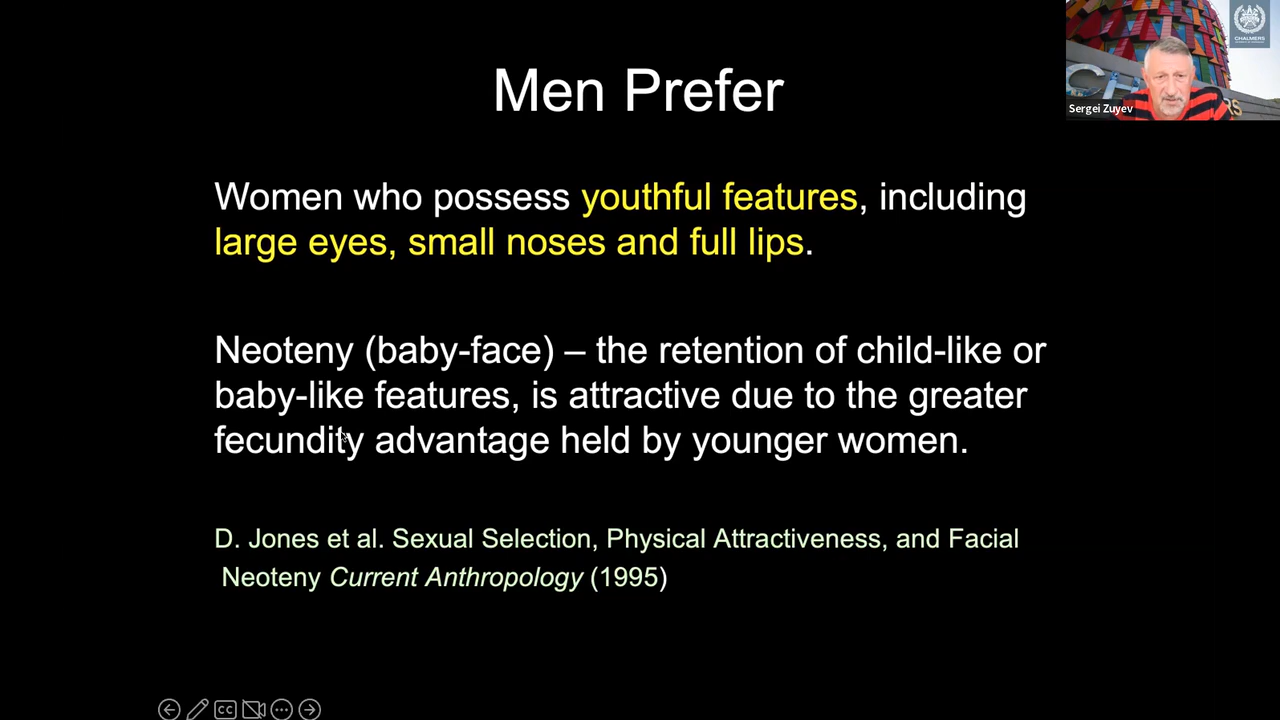 Men Prefer
Women who possess youthful features, including
large eyes, small noses and full lips.
Neoteny (baby-face) – the retention of child-like or
baby-like features, is attractive due to the greater
fecundity advantage held by younger women.
D. Jones et al. Sexual Selection, Physical Attractiveness, and Facial
Neoteny Current Anthropology (1995)
CHALMERS
Sergei Zuyev
CC